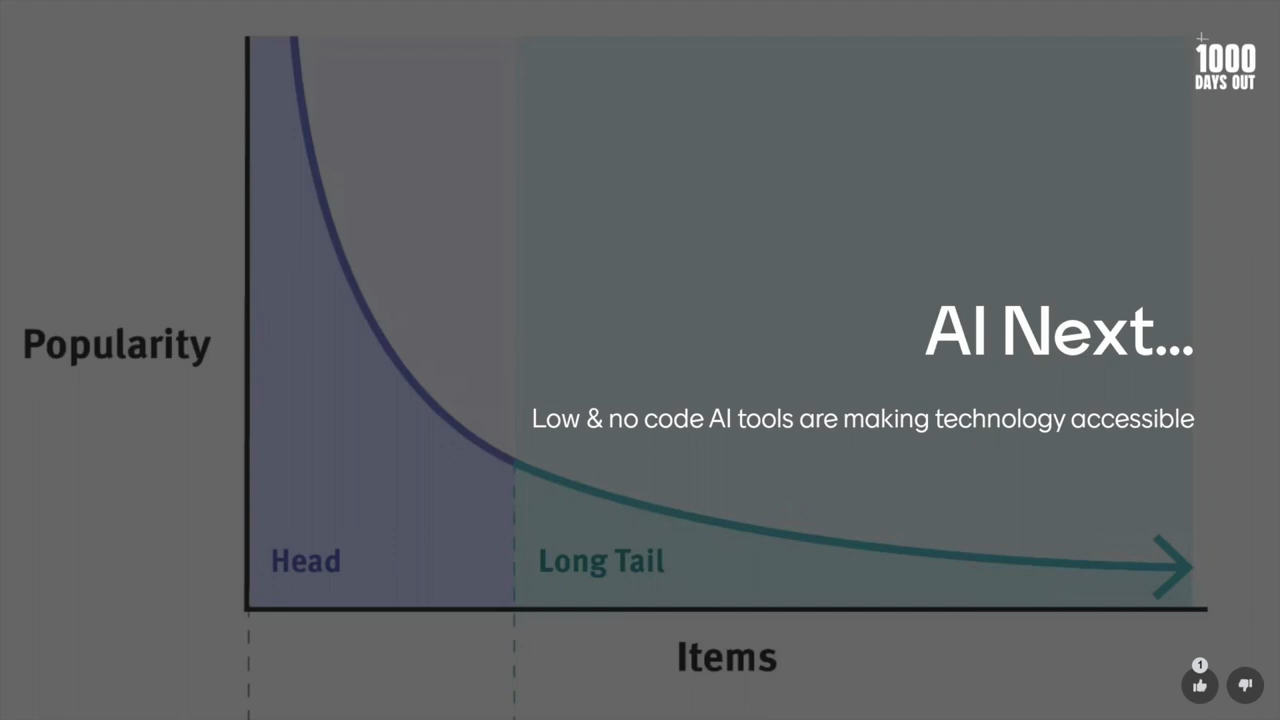 1000
DAYS OUT
AI Next...
Popularity
Low & no code AI tools are making technology accessible
Head
Long Tail
Items
1